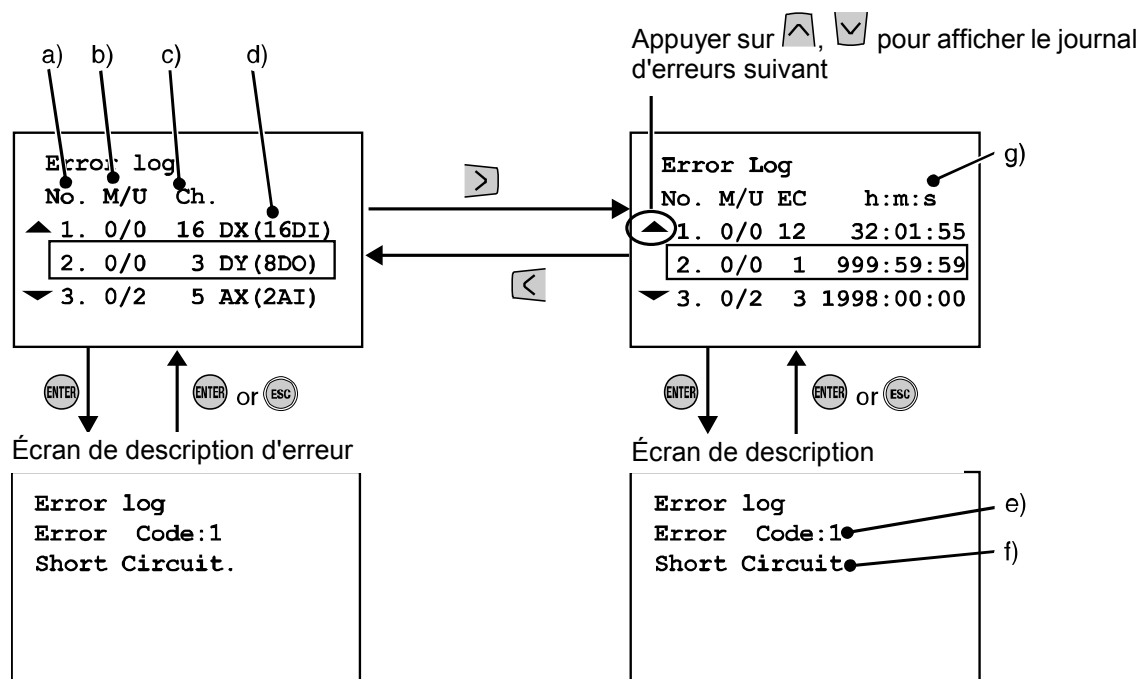 Appuyer sur , pour afficher le journal
d'erreurs suivant
a) b) c) d)
Error log
No. M/U Ch.
1. 0/0 16 DX(16DI)
2. 0/0 3 DY(8DO)
3. 0/2 5 AX(2AI)
Error Log
No. M/U EC h:m:s
1. 0/0 12 32:01:55
2. 0/0 1 999:59:59
3. 0/2 3 1998:00:00
g)
ENTER ENTER or ESC
ENTER ENTER or ESC
Écran de description d'erreur
Error log
Error Code:1
Short Circuit.
Écran de description
Error log
Error Code:1
Short Circuit
e)
f)